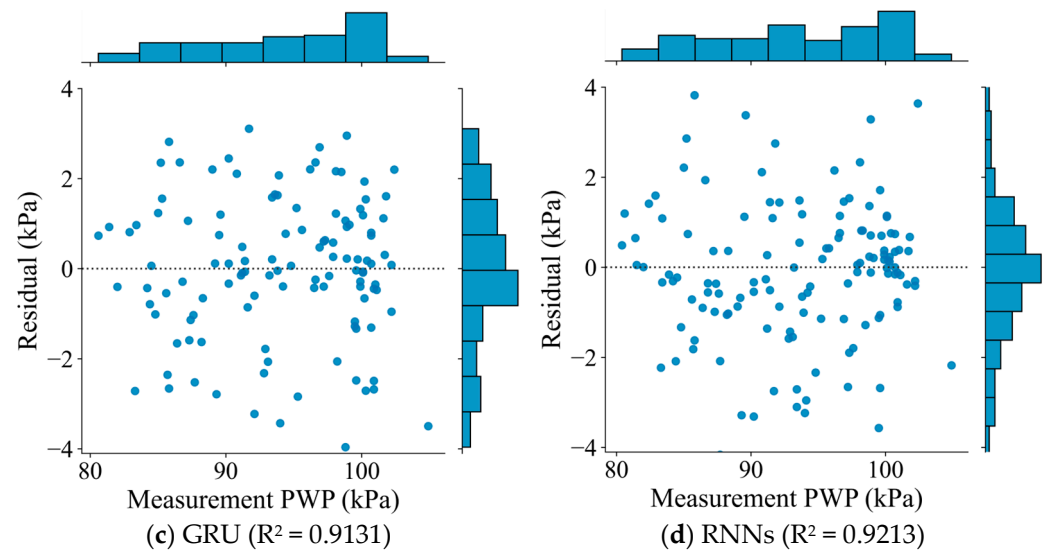 4
2
0
−2
−4
Residual (kPa)
80
90
100
Measurement PWP (kPa)
(c) GRU (R² = 0.9131)
4
2
0
−2
−4
Residual (kPa)
80
90
100
Measurement PWP (kPa)
(d) RNNs (R² = 0.9213)